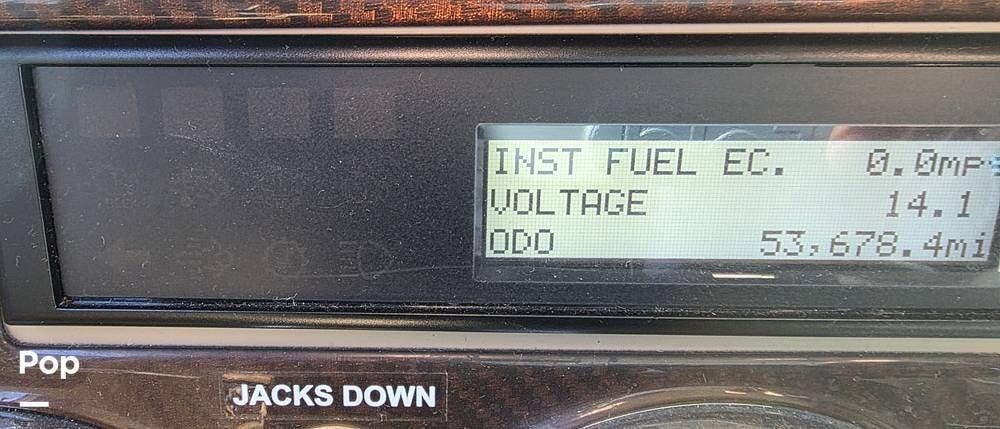 INST FUEL EC. 0.0mp
VOLTAGE 14.1
ODO 53,678.4mi
Pop
JACKS DOWN